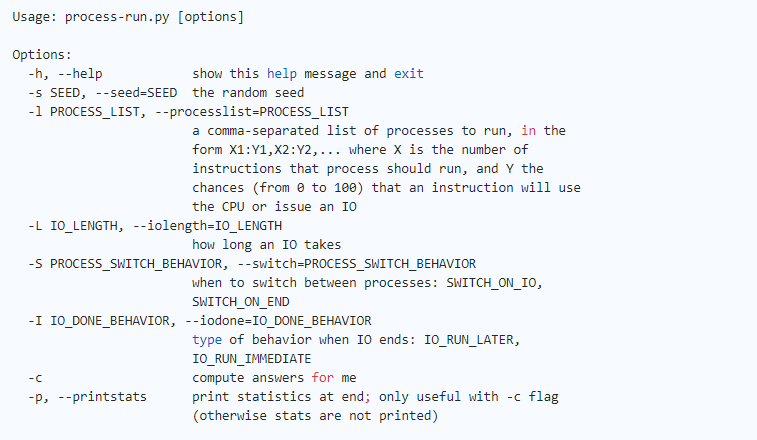 Usage: process-run.py [options]
Options:
-h, --help show this help message and exit
-s SEED, --seed=SEED the random seed
-l PROCESS_LIST, --processlist=PROCESS_LIST
a comma-separated list of processes to run, in the
form X1:Y1,X2:Y2,... where X is the number of
instructions that process should run, and Y the
chances (from 0 to 100) that an instruction will use
the CPU or issue an IO
-L IO_LENGTH, --iolength=IO_LENGTH
how long an IO takes
-S PROCESS_SWITCH_BEHAVIOR, --switch=PROCESS_SWITCH_BEHAVIOR
when to switch between processes: SWITCH_ON_IO,
SWITCH_ON_END
-I IO_DONE_BEHAVIOR, --iodone=IO_DONE_BEHAVIOR
type of behavior when IO ends: IO_RUN_LATER,
IO_RUN_IMMEDIATE
-c compute answers for me
-p, --printstats print statistics at end; only useful with -c flag
(otherwise stats are not printed)